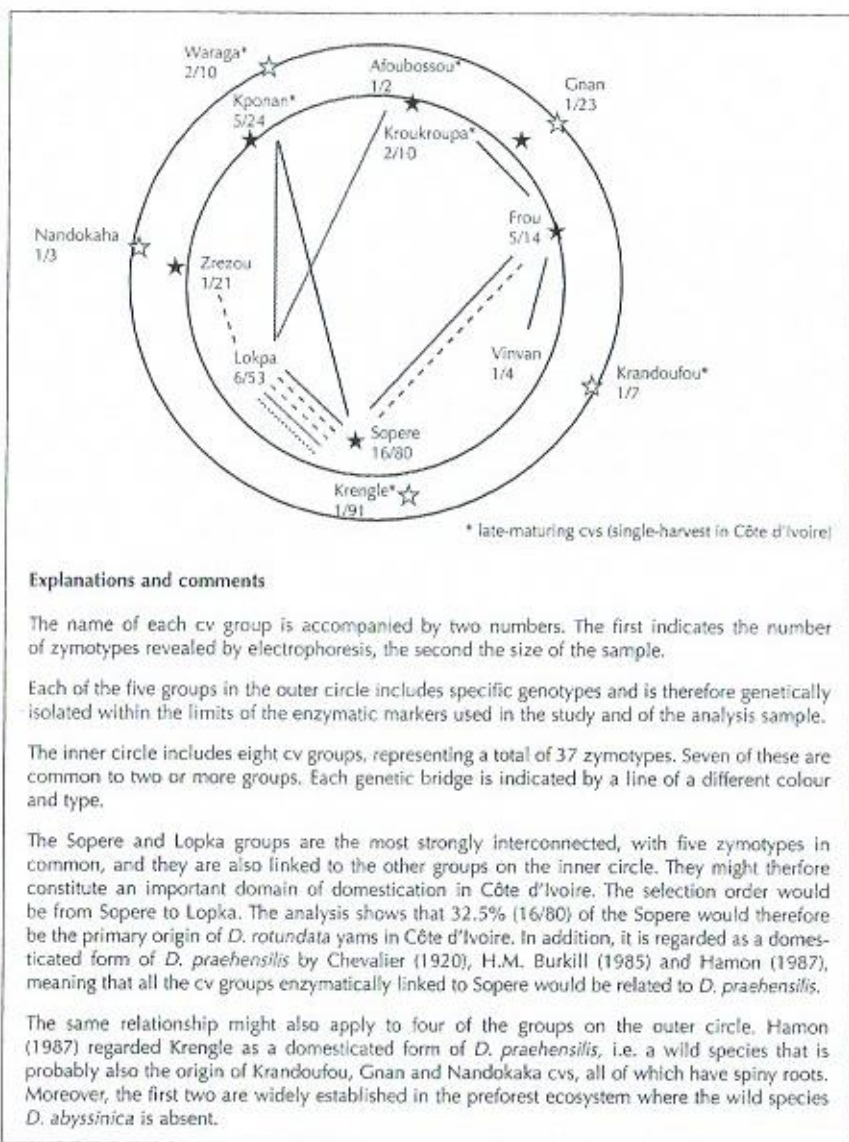 Waraga*
2/10
Afoubossou*
1/2
Gnan
1/23
Kponan*
5/24
Kroukroupa*
2/10
Nandokaha
1/3
Frou
5/14
Zrezou
1/21
Lokpa
6/53
Vinvan
1/4
Krandoufou*
1/7
Sopere
16/80
Krengle*
1/91
* late-maturing cvs (single-harvest in Côte d'Ivoire)
Explanations and comments
The name of each cv group is accompanied by two numbers. The first indicates the number
of zymotypes revealed by electrophoresis, the second the size of the sample.
Each of the five groups in the outer circle includes specific genotypes and is therefore genetically
isolated within the limits of the enzymatic markers used in the study and of the analysis sample.
The inner circle includes eight cv groups, representing a total of 37 zymotypes. Seven of these are
common to two or more groups. Each genetic bridge is indicated by a line of a different colour
and type.
The Sopere and Lopka groups are the most strongly interconnected, with five zymotypes in
common, and they are also linked to the other groups on the inner circle. They might therfore
constitute an important domain of domestication in Côte d'Ivoire. The selection order would
be from Sopere to Lopka. The analysis shows that 32.5% (16/80) of the Sopere would therefore
be the primary origin of D. rotundata yams in Côte d'Ivoire. In addition, it is regarded as a domes-
ticated form of D. praehensilis by Chevalier (1920), H.M. Burkill (1985) and Hamon (1987),
meaning that all the cv groups enzymatically linked to Sopere would be related to D. praehensilis.
The same relationship might also apply to four of the groups on the outer circle. Hamon
(1987) regarded Krengle as a domesticated form of D. praehensilis, i.e. a wild species that is
probably also the origin of Krandoufou, Gnan and Nandokaka cvs, all of which have spiny roots.
Moreover, the first two are widely established in the preforest ecosystem where the wild species
D. abyssinica is absent.